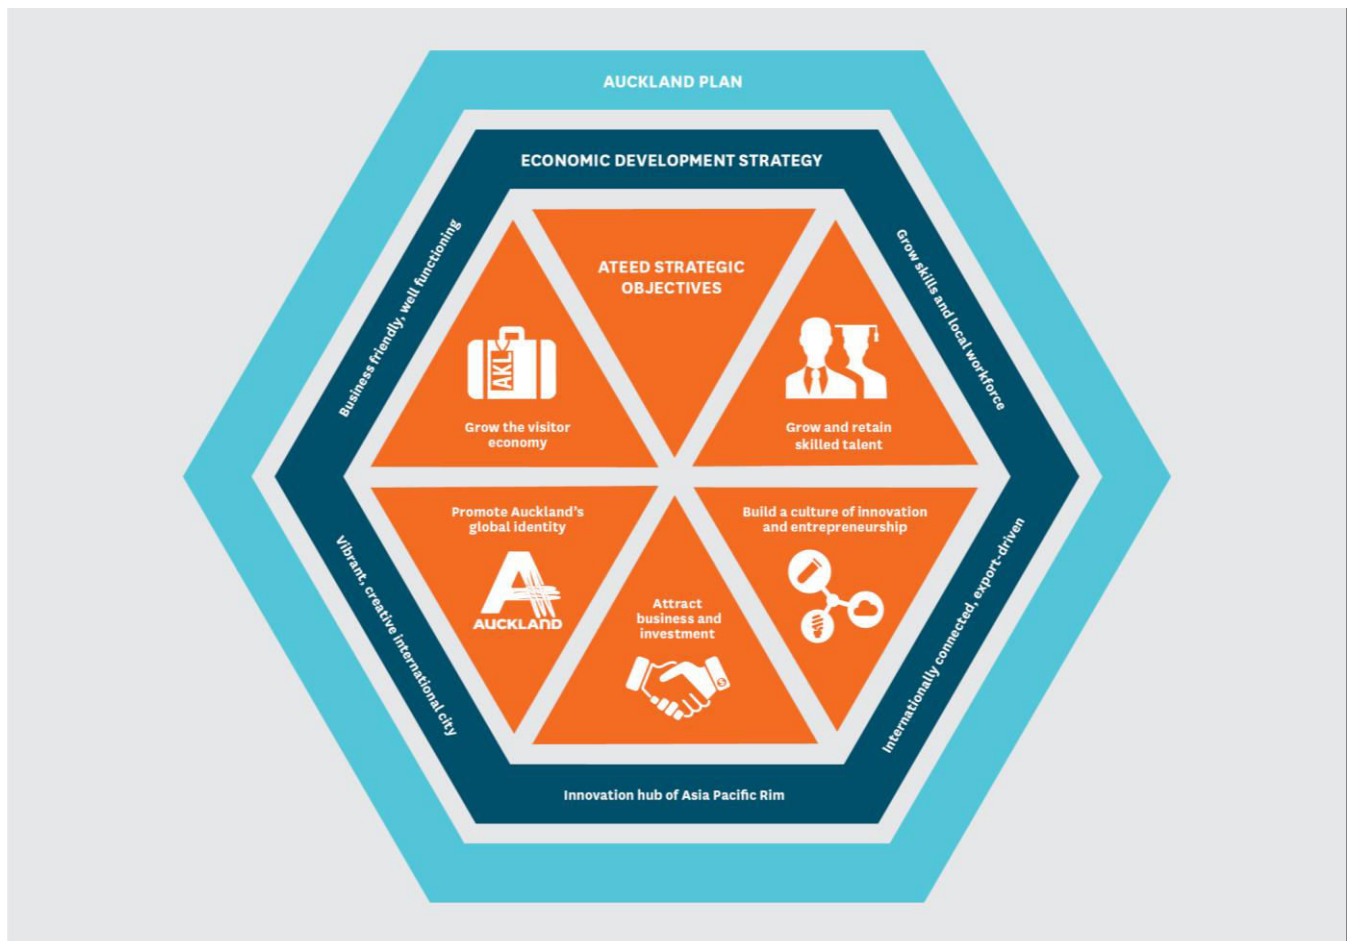 AUCKLAND PLAN
ECONOMIC DEVELOPMENT STRATEGY
Business friendly, well functioning
Grow skills and local workforce
ATEED STRATEGIC
OBJECTIVES
AKL
Grow the visitor
economy
Grow and retain
skilled talent
Promote Auckland's
global identity
AUCKLAND
Attract
business and
investment
Build a culture of innovation
and entrepreneurship
Vibrant, creative international city
Internationally connected, export-driven
Innovation hub of Asia Pacific Rim